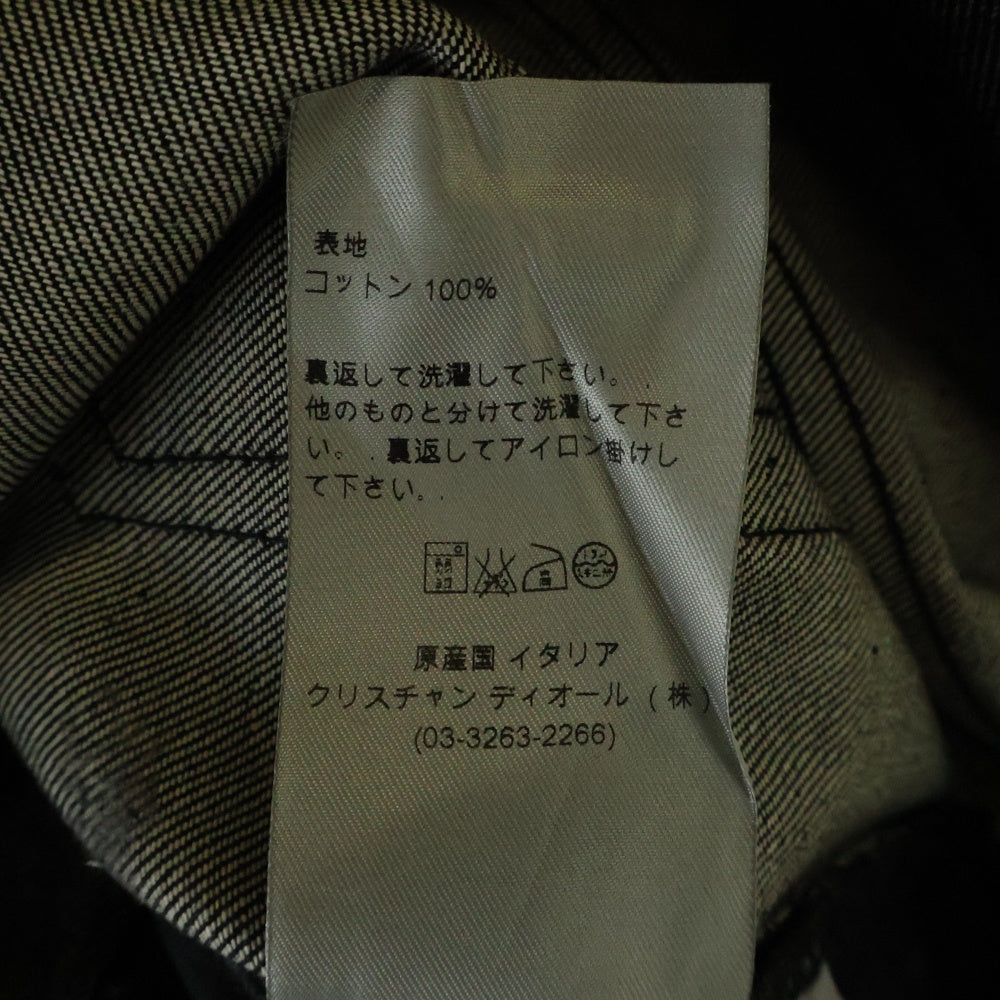 表地
コットン 100%
裏返して洗濯して下さい。.
他のものと分けて洗濯して下さ
い。.裏返してアイロン掛けし
て下さい。.
高
原産国 イタリア
クリスチャン ディオール (株)
(03-3263-2266)